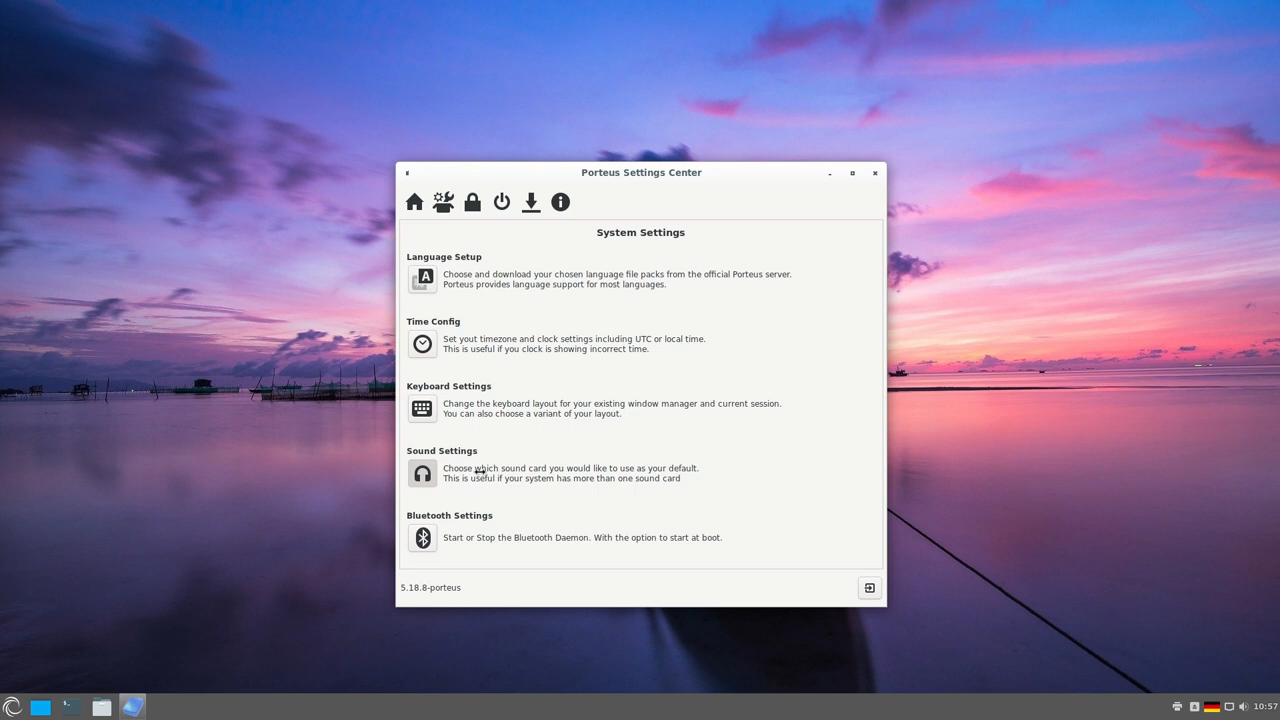 Porteus Settings Center
System Settings
Language Setup
A
Choose and download your chosen language file packs from the official Porteus server.
Porteus provides language support for most languages.
Time Config
Set yout timezone and clock settings including UTC or local time.
This is useful if you clock is showing incorrect time.
Keyboard Settings
Change the keyboard layout for your existing window manager and current session.
You can also choose a variant of your layout.
Sound Settings
Choose which sound card you would like to use as your default.
This is useful if your system has more than one sound card
Bluetooth Settings
Start or Stop the Bluetooth Daemon. With the option to start at boot.
5.18.8-porteus
10:57